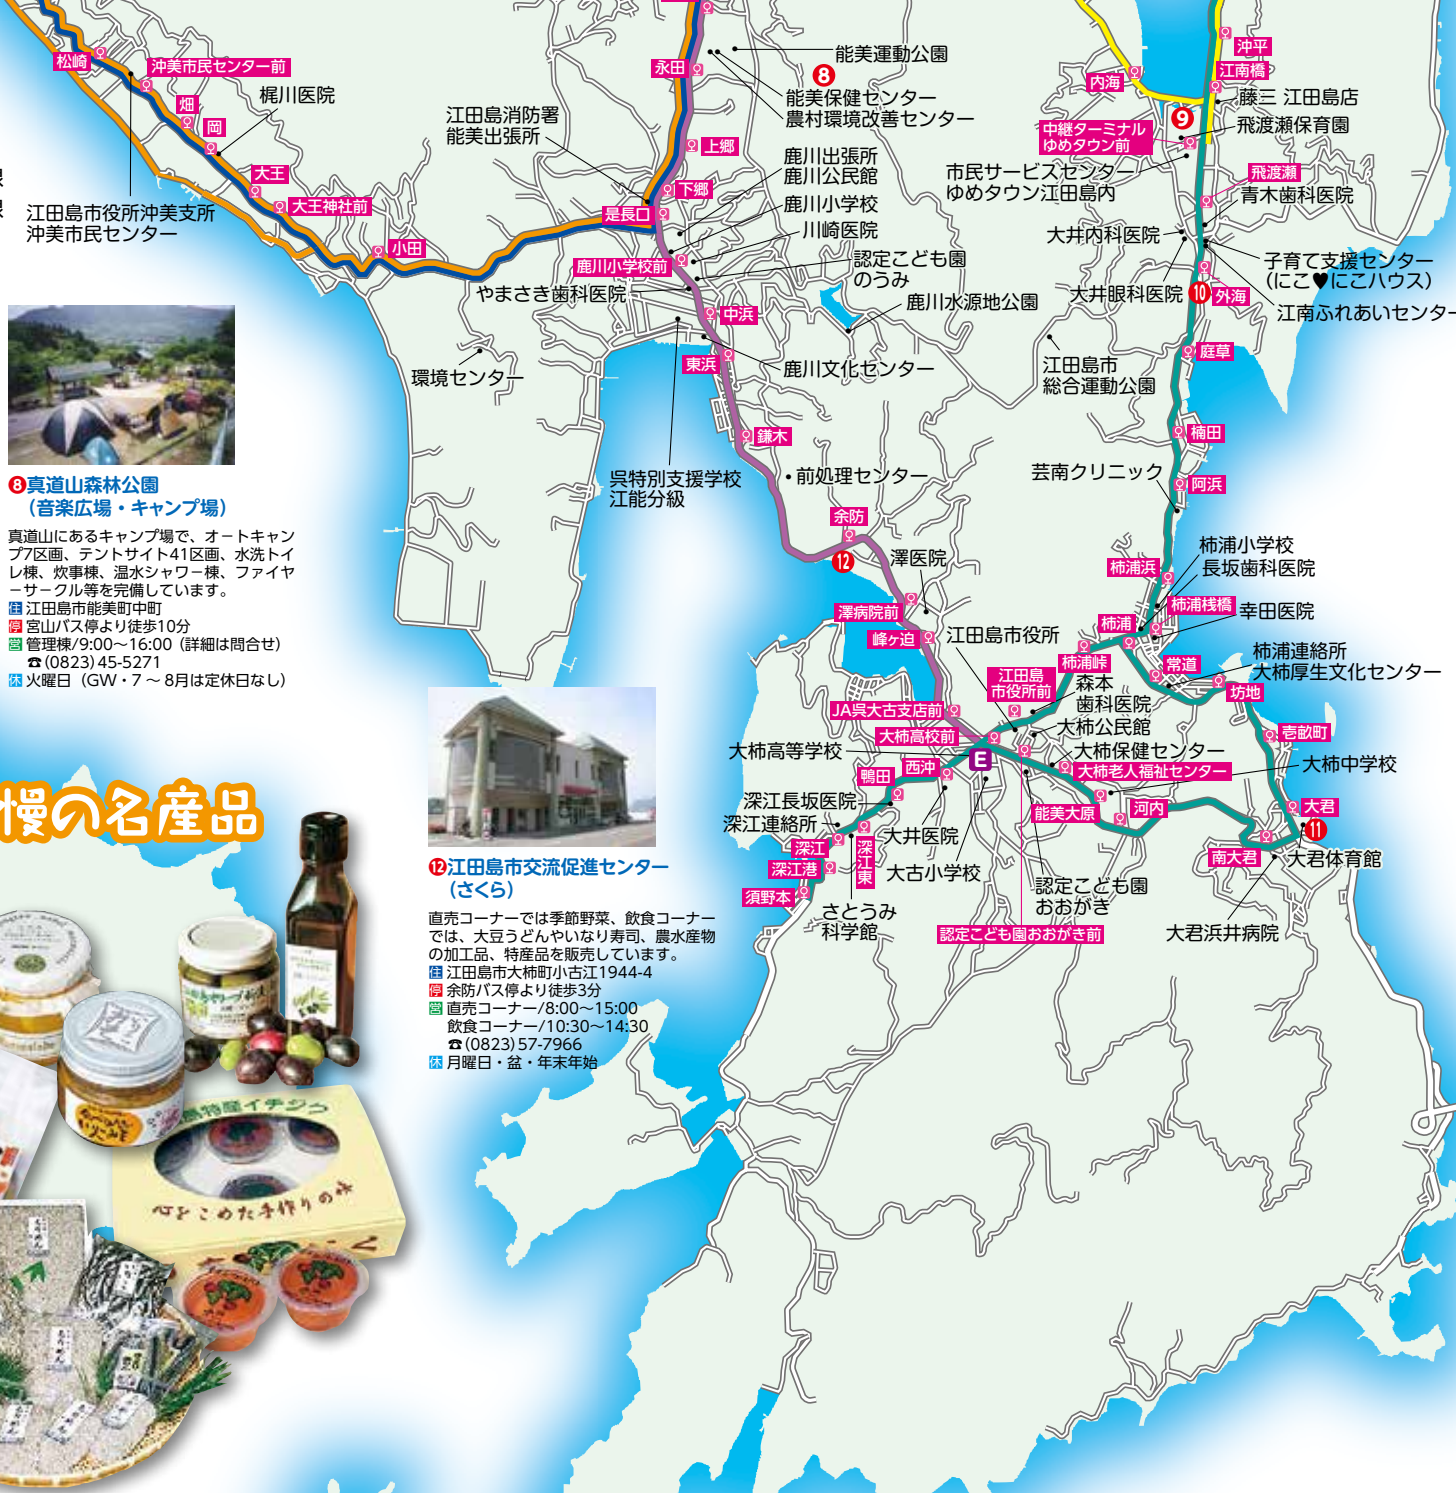 松崎
沖美市民センター前
畑
岡
梶川医院
大王
大王神社前
江田島市役所沖美支所
沖美市民センター
小田
永田
能美運動公園
8
能美保健センター
農村環境改善センター
江田島消防署
能美出張所
上郷
下郷
是長口
鹿川出張所
鹿川公民館
鹿川小学校
川崎医院
鹿川小学校前
認定こども園
のうみ
やまさき歯科医院
鹿川水源地公園
中浜
東浜
鹿川文化センター
環境センター
鎌木
呉特別支援学校
江能分級
前処理センター
余防
12
澤医院
澤病院前
峰ヶ迫
沖平
江南橋
内海
藤三 江田島店
9
飛渡瀬保育園
中継ターミナル
ゆめタウン前
市民サービスセンター
ゆめタウン江田島内
飛渡瀬
青木歯科医院
大井内科医院
子育て支援センター
(にこ♥にこハウス)
大井眼科医院
10
外海
江南ふれあいセンター
江田島市
総合運動公園
庭草
楠田
芸南クリニック
阿浜
柿浦小学校
長坂歯科医院
柿浦浜
柿浦桟橋
幸田医院
柿浦
柿浦峠
常道
柿浦連絡所
大柿厚生文化センター
坊地
江田島市役所
江田島
市役所前
森本
歯科医院
大柿公民館
JA呉大古支店前
大柿高校前
大柿高等学校
E
大柿保健センター
大柿老人福祉センター
壱畝町
大柿中学校
西沖
鴨田
深江長坂医院
深江連絡所
深江
深江港
須野本
深江東
さとうみ
科学館
大井医院
大古小学校
能美大原
河内
認定こども園
おおがき
認定こども園おおがき前
大君
11
南大君
大君体育館
大君浜井病院
8真道山森林公園
(音楽広場・キャンプ場)
真道山にあるキャンプ場で、オートキャン
プ7区画、テントサイト41区画、水洗トイ
レ棟、炊事棟、温水シャワー棟、ファイヤ
ーサークル等を完備しています。
住 江田島市能美町中町
停 宮山バス停より徒歩10分
営 管理棟/9:00〜16:00（詳細は問合せ）
☎(0823)45-5271
休 火曜日（GW・7〜8月は定休日なし）
12江田島市交流促進センター
(さくら)
直売コーナーでは季節野菜、飲食コーナー
では、大豆うどんやいなり寿司、農水産物
の加工品、特産品を販売しています。
住 江田島市大柿町小古江1944-4
停 余防バス停より徒歩3分
営 直売コーナー/8:00〜15:00
飲食コーナー/10:30〜14:30
☎(0823)57-7966
休 月曜日・盆・年末年始
慢の名産品
島特産イチジク
心をこめた手作りの味